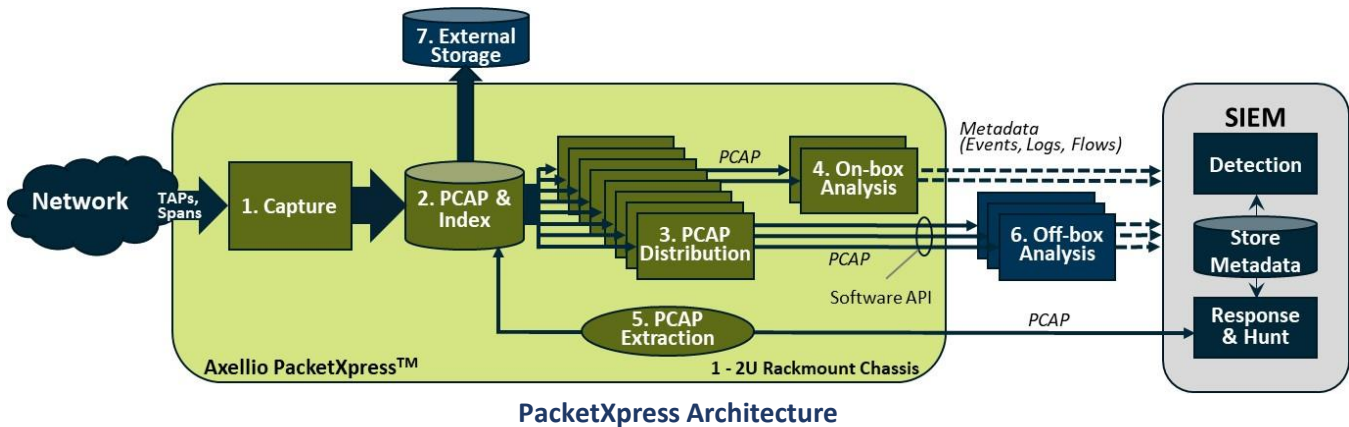 7. External
Storage
Network
TAPs,
Spans
1. Capture
2. PCAP &
Index
3. PCAP
Distribution
PCAP
4. On-box
Analysis
Metadata
(Events, Logs, Flows)
PCAP
Software API
6. Off-box
Analysis
5. PCAP
Extraction
PCAP
SIEM
Detection
Store
Metadata
Response
& Hunt
Axellio PacketXpress™
1 - 2U Rackmount Chassis
PacketXpress Architecture